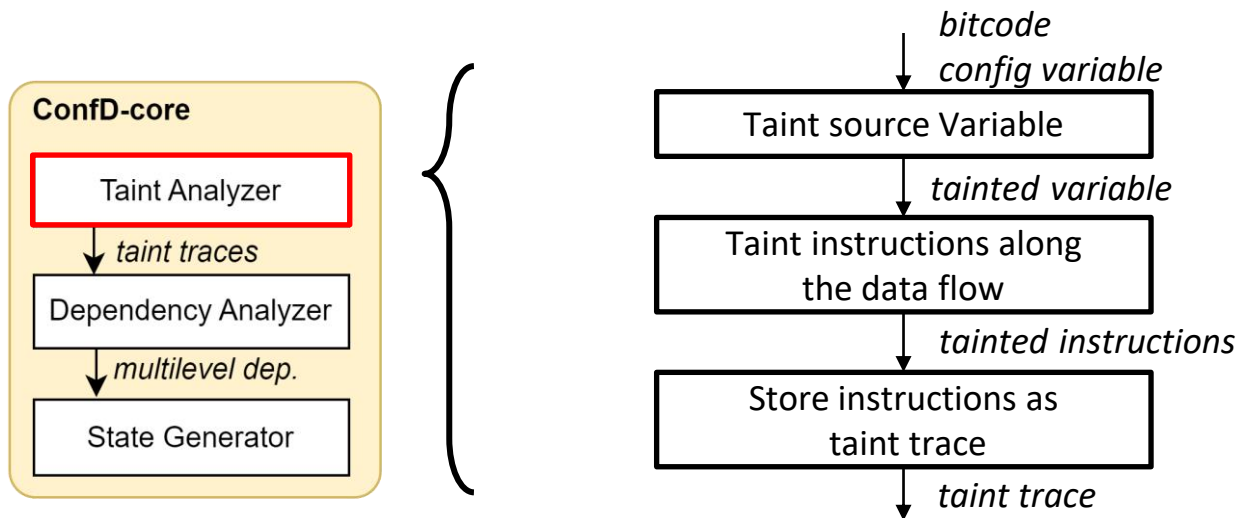 ConfD-core
Taint Analyzer
taint traces
Dependency Analyzer
multilevel dep.
State Generator
bitcode
config variable
Taint source Variable
tainted variable
Taint instructions along
the data flow
tainted instructions
Store instructions as
taint trace
taint trace